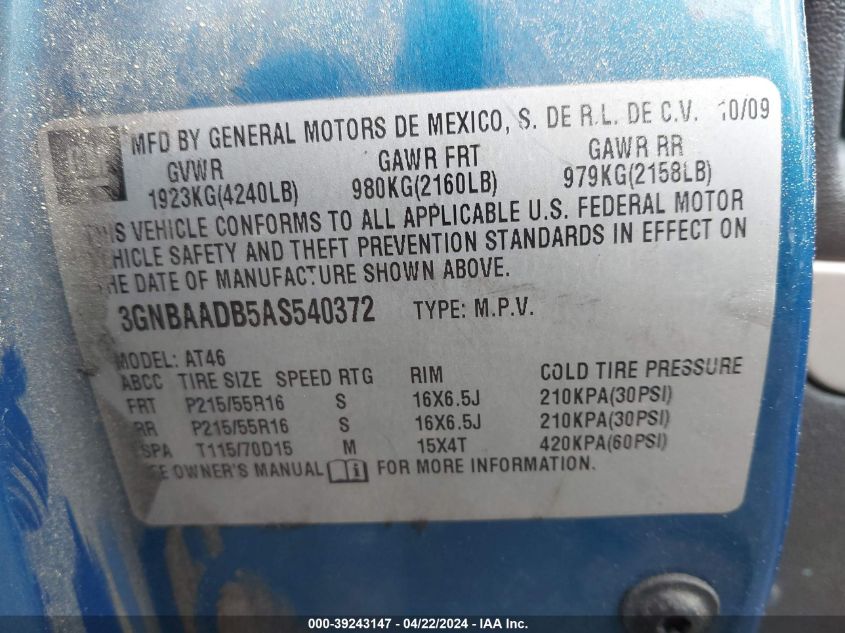 MFD BY GENERAL MOTORS DE MEXICO, S. DE R.L. DE C.V. 10/09
GVWR GAWR FRT GAWR RR
1923KG(4240LB) 980KG(2160LB) 979KG(2158LB)
THIS VEHICLE CONFORMS TO ALL APPLICABLE U.S. FEDERAL MOTOR
VEHICLE SAFETY AND THEFT PREVENTION STANDARDS IN EFFECT ON
THE DATE OF MANUFACTURE SHOWN ABOVE.
3GNBAADB5AS540372 TYPE: M.P.V.
MODEL: AT46
ABCC TIRE SIZE SPEED RTG RIM COLD TIRE PRESSURE
FRT P215/55R16 S 16X6.5J 210KPA(30PSI)
RR P215/55R16 S 16X6.5J 210KPA(30PSI)
SPA T115/70D15 M 15X4T 420KPA(60PSI)
SEE OWNER'S MANUAL FOR MORE INFORMATION.
000-39243147 - 04/22/2024 - IAA Inc.